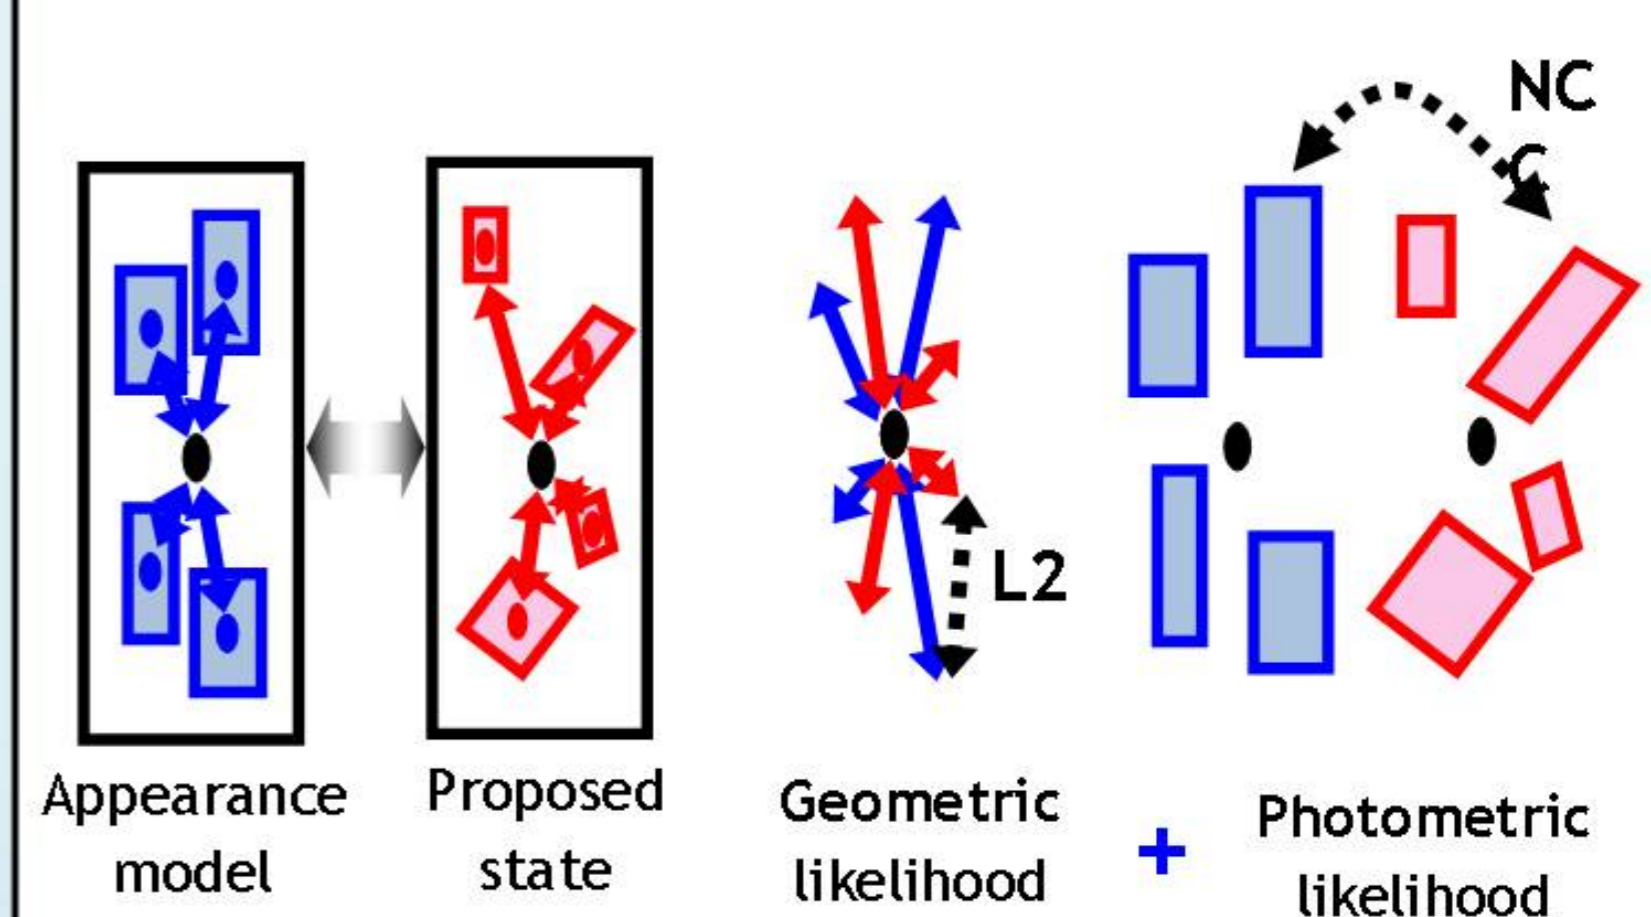 NC
C
L2
Appearance
model
Proposed
state
Geometric
likelihood
+
Photometric
likelihood